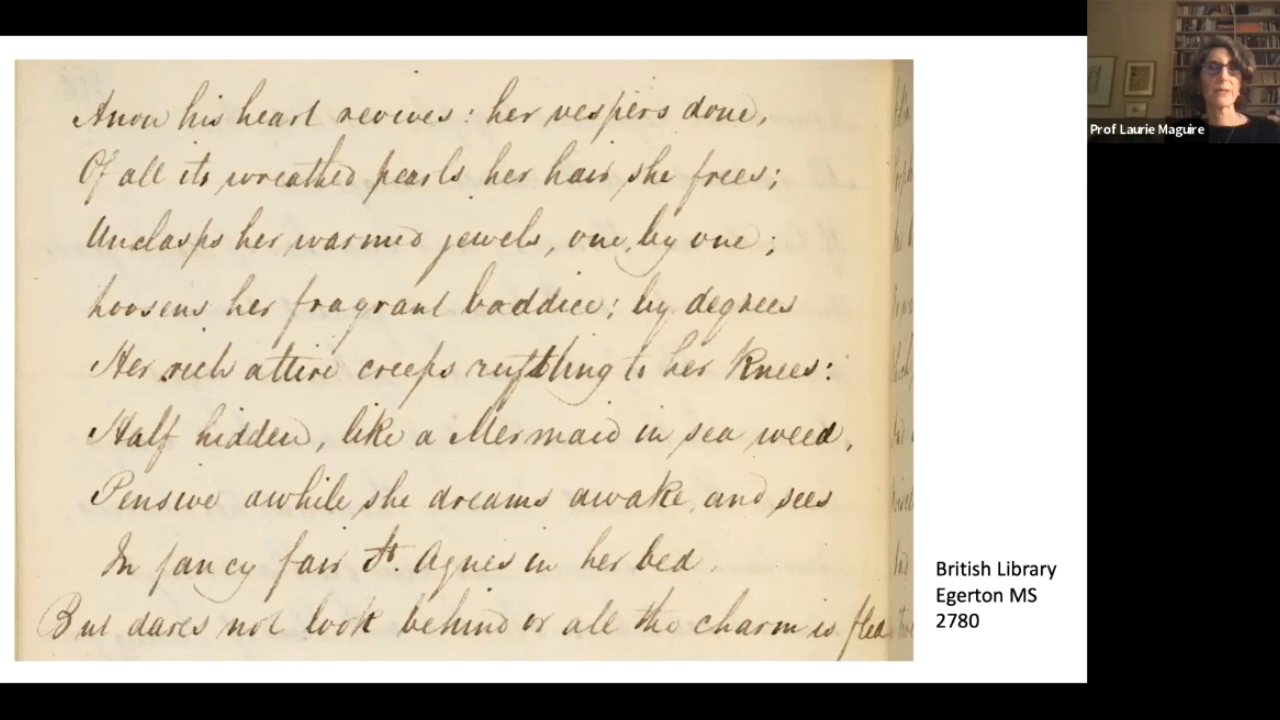 Anon his heart revives: her vespers done,
Of all its wreathed pearls her hair she frees;
Unclasps her warmed jewels, one by one;
Loosens her fragrant boddice; by degrees
Her rich attire creeps rustling to her knees:
Half hidden, like a Mermaid in sea weed,
Pensive awhile she dreams awake, and sees
In fancy fair St. Agnes in her bed.
But dares not look behind or all the charm is fled
British Library
Egerton MS
2780
Prof Laurie Maguire